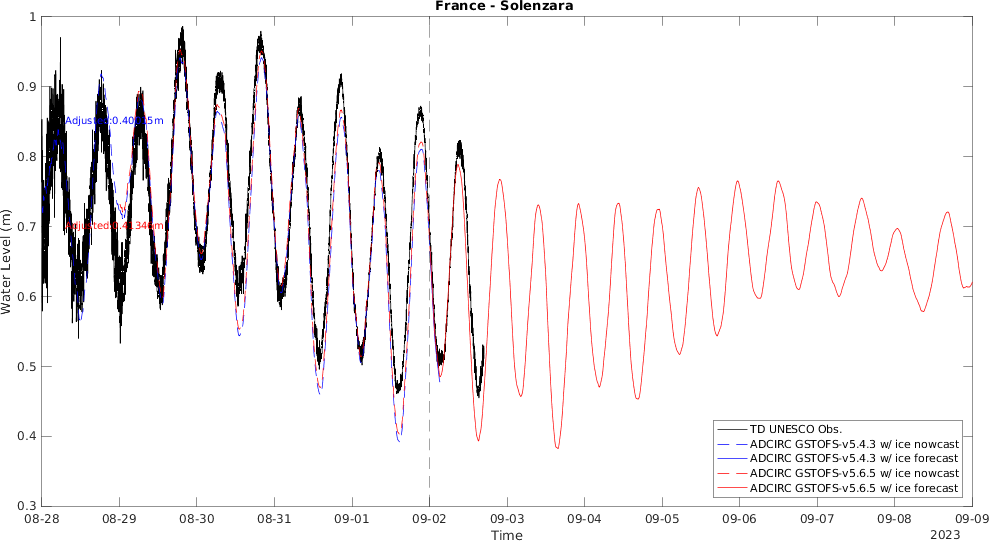 France - Solenzara
1
0.9
0.8
0.7
0.6
0.5
0.4
0.3
Water Level (m)
Adjusted:0.41346m
TD UNESCO Obs.
ADCIRC GSTOFS-v5.4.3 w/ ice nowcast
ADCIRC GSTOFS-v5.4.3 w/ ice forecast
ADCIRC GSTOFS-v5.6.5 w/ ice nowcast
ADCIRC GSTOFS-v5.6.5 w/ ice forecast
08-28 08-29 08-30 08-31 09-01 09-02 09-03 09-04 09-05 09-06 09-07 09-08 09-09
Time
2023